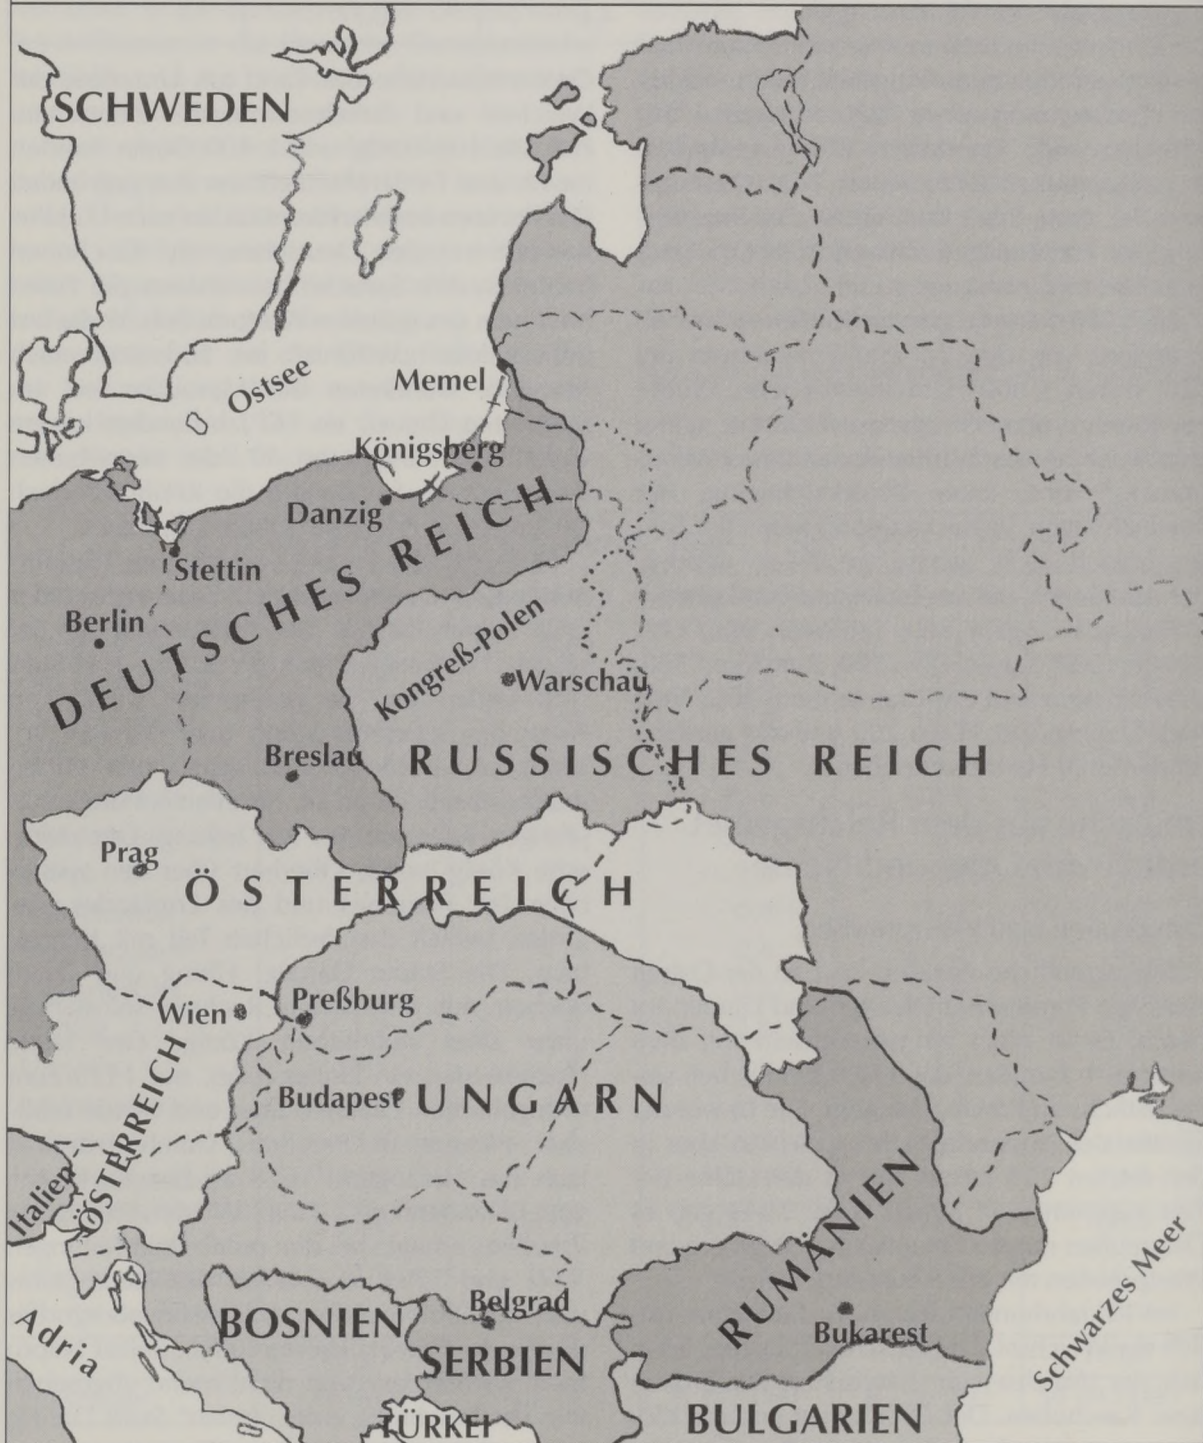 SCHWEDEN
Ostsee
Memel
Königsberg
Danzig
DEUTSCHES REICH
Stettin
Berlin
Kongreß-Polen
Warschau
Breslau
RUSSISCHES REICH
Prag
ÖSTERREICH
Preßburg
Wien
ÖSTERREICH
Budapest
UNGARN
Italien
RUMÄNIEN
Schwarzes Meer
Adria
BOSNIEN
Belgrad
Bukarest
SERBIEN
TÜRKEI
BULGARIEN